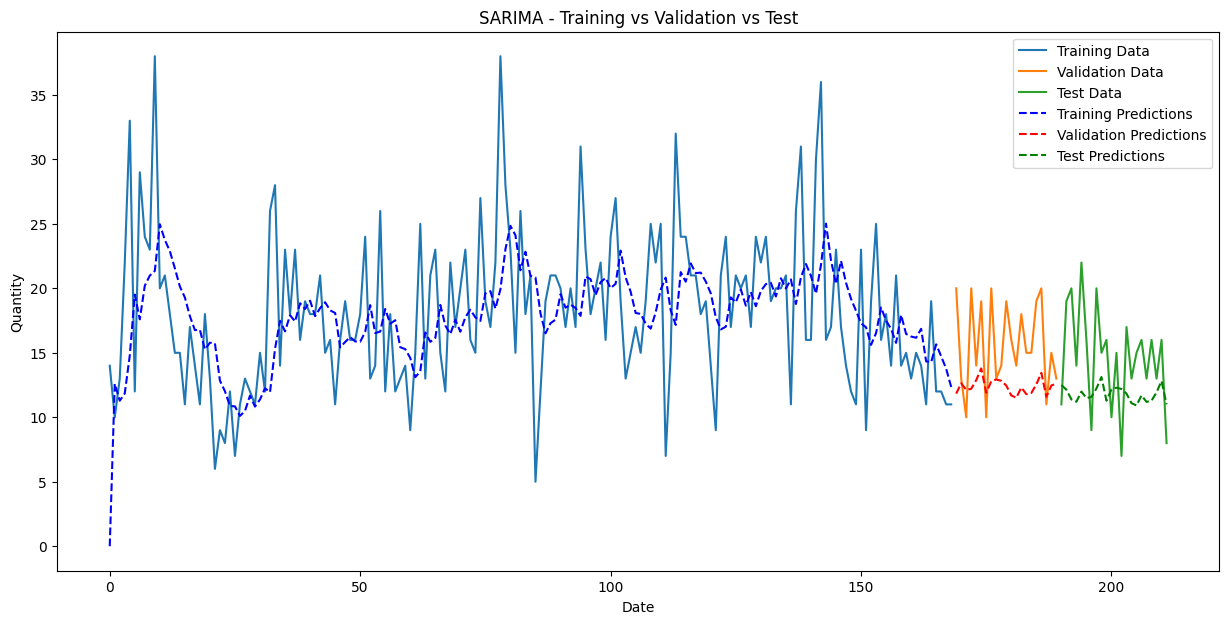 SARIMA - Training vs Validation vs Test
Training Data
Validation Data
Test Data
Training Predictions
Validation Predictions
Test Predictions
Quantity
35
30
25
20
15
10
5
0
0 50 100 150 200
Date